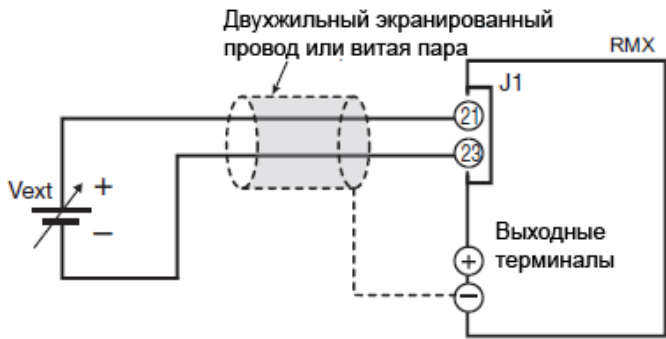 Двухжильный экранированный
провод или витая пара
RMX
J1
21
23
Vext
+
−
Выходные
терминалы
+
−